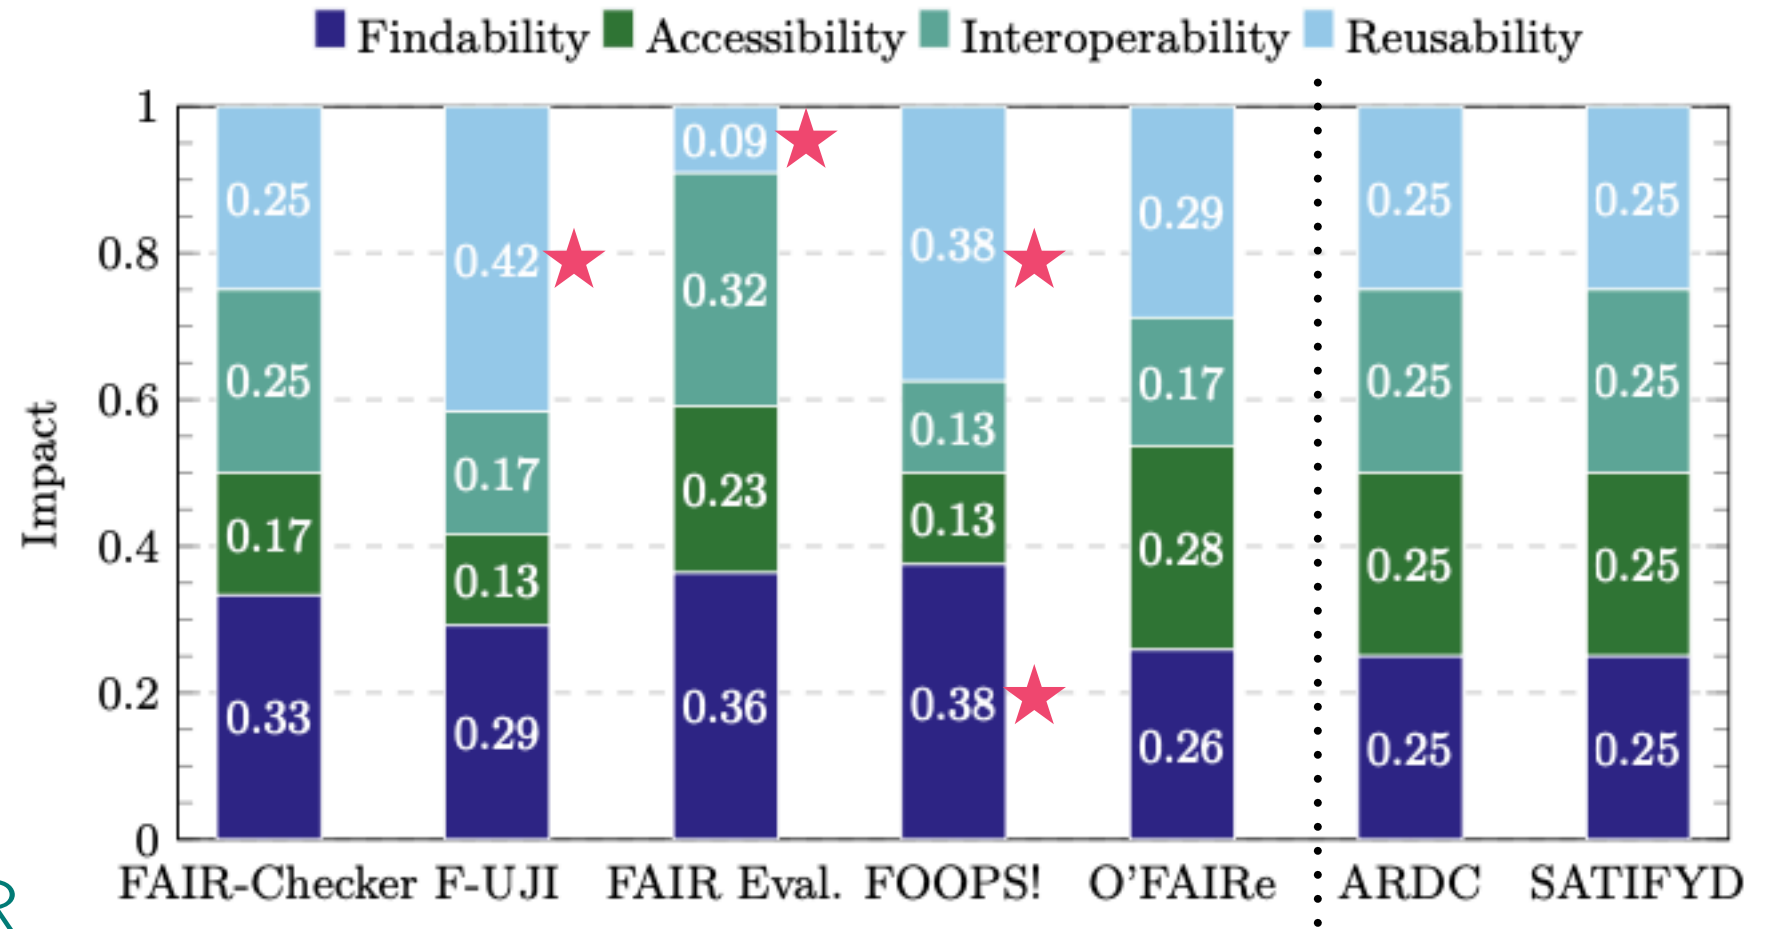 Findability Accessibility Interoperability Reusability
1
0.8
0.6
0.4
0.2
0
Impact
0.25 0.42 0.09 0.38 0.29 0.25 0.25
0.25 0.17 0.32 0.13 0.17 0.25 0.25
0.17 0.13 0.23 0.13 0.28 0.25 0.25
0.33 0.29 0.36 0.38 0.26 0.25 0.25
FAIR-Checker F-UJI FAIR Eval. FOOPS! O'FAIRe ARDC SATIFYD
R